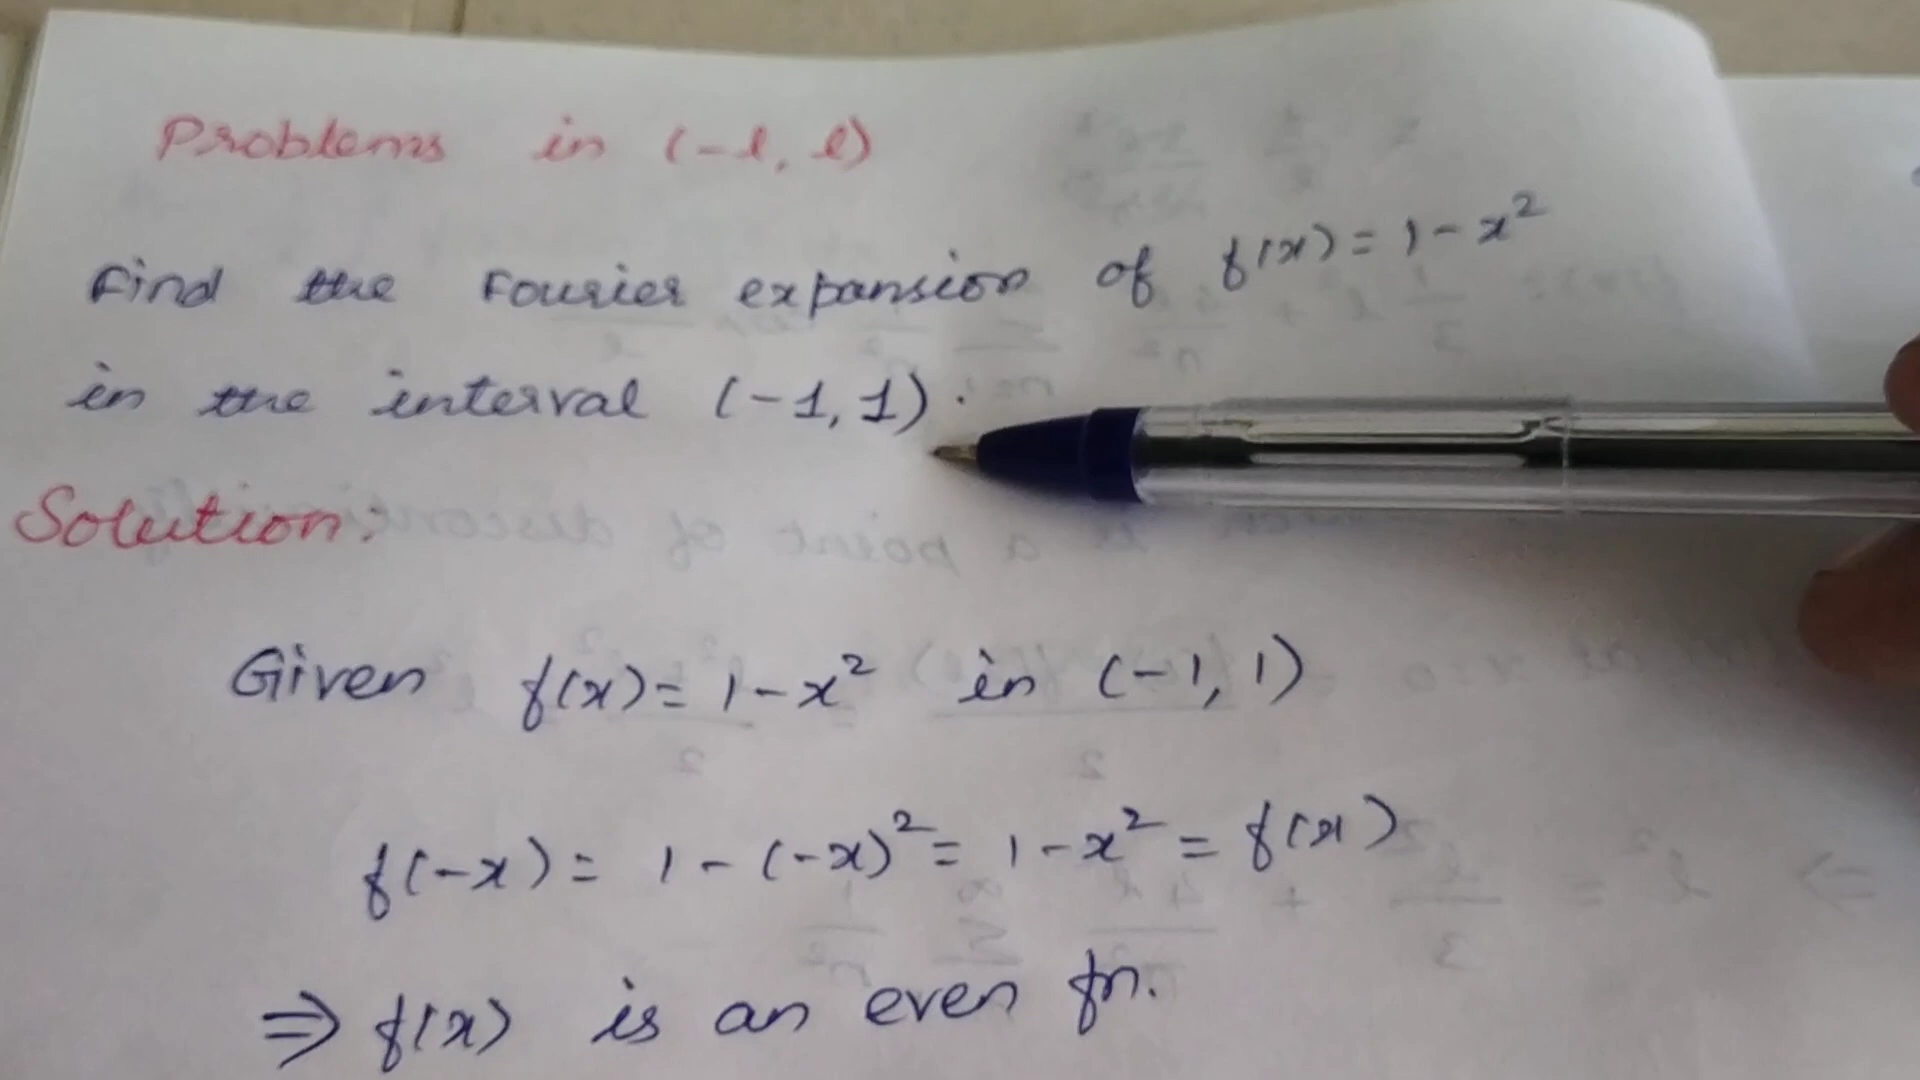 Problems in (-l, l)
Find the Fourier expansion of f(x) = 1-x²
in the interval (-1, 1).
Solution:
Given f(x) = 1-x² in (-1, 1)
f(-x) = 1-(-x)² = 1-x² = f(x)
⇒ f(x) is an even fn.